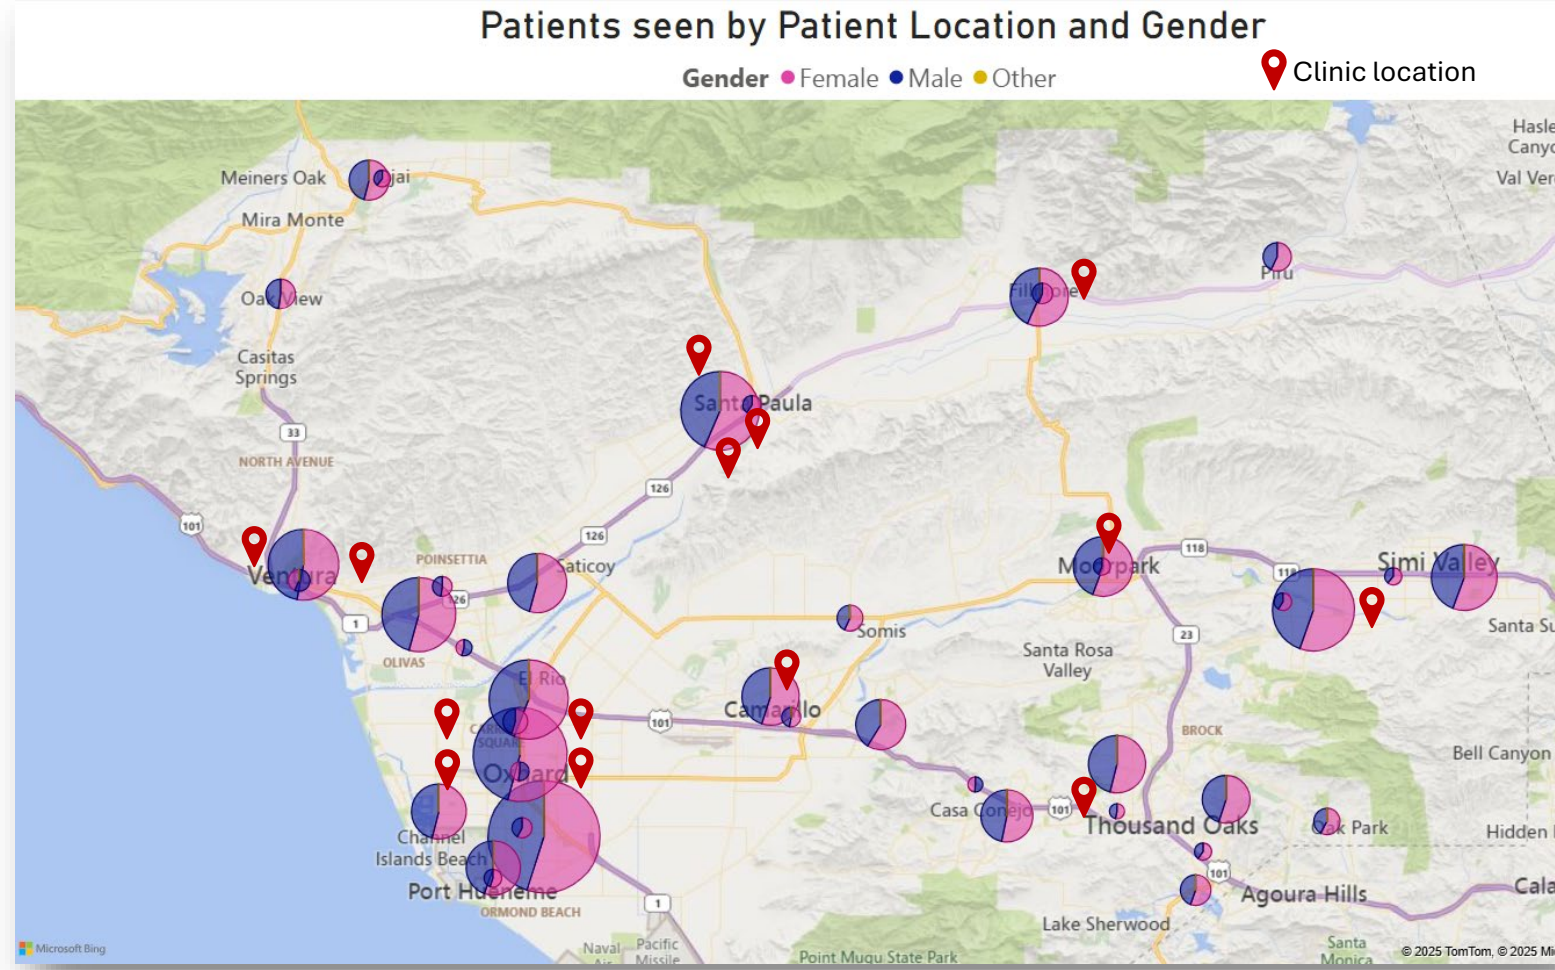 Patients seen by Patient Location and Gender
Gender Female Male Other
Clinic location
Hasle
Canyo
Val Ver
Meiners Oak
jai
Mira Monte
Oak View
Piru
Fillmore
Casitas
Springs
Santa Paula
33
NORTH AVENUE
126
101
126
POINSETTIA
Saticoy
Ventura
126
1
OLIVAS
Moorpark
118
118
Simi Valley
Somis
Santa Su
23
Santa Rosa
Valley
El Rio
Camarillo
101
SQUARE
BROCK
Bell Canyon
Oxnard
Casa Conejo
101
Thousand Oaks
Oak Park
Hidden
Channel
Islands Beach
Port Hueneme
ORMOND BEACH
1
101
Agoura Hills
Cala
Lake Sherwood
Naval
Pacific
Missile
Point Mugu State Park
Santa
Monica
Microsoft Bing
© 2025 TomTom, © 2025 Mi